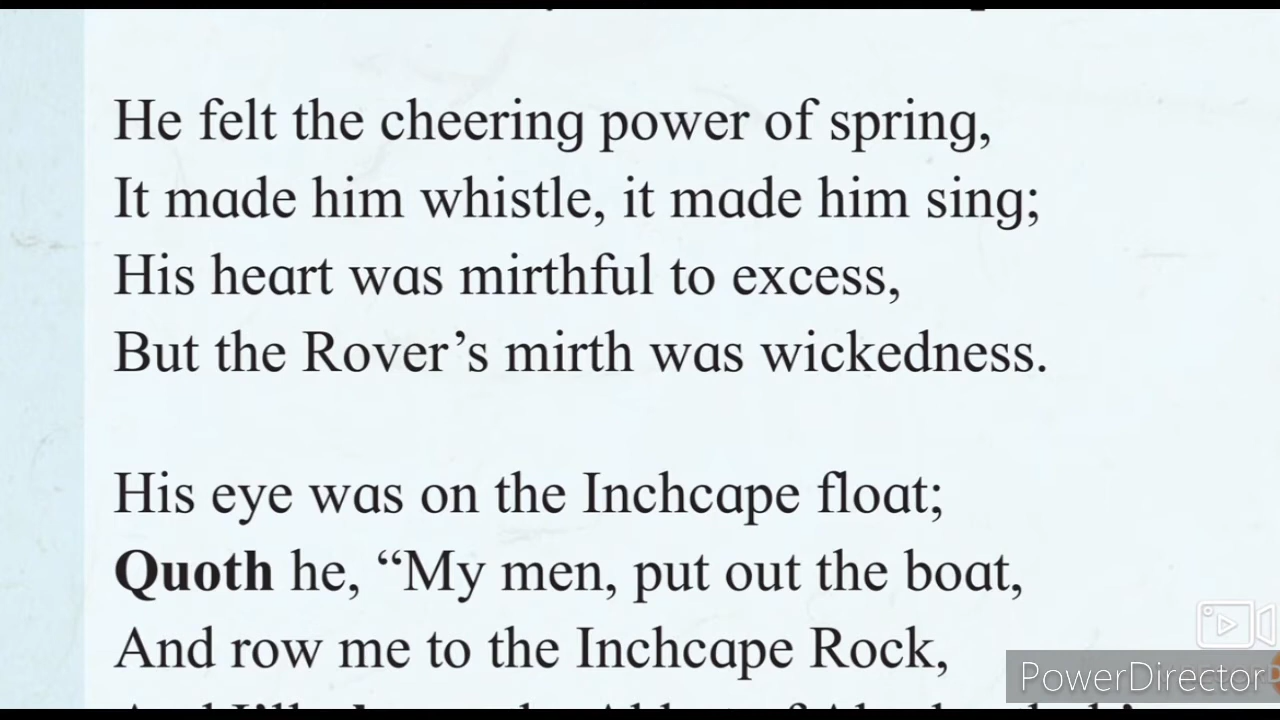 He felt the cheering power of spring,
It made him whistle, it made him sing;
His heart was mirthful to excess,
But the Rover’s mirth was wickedness.
His eye was on the Inchcape float;
Quoth he, “My men, put out the boat,
And row me to the Inchcape Rock,
PowerDirector